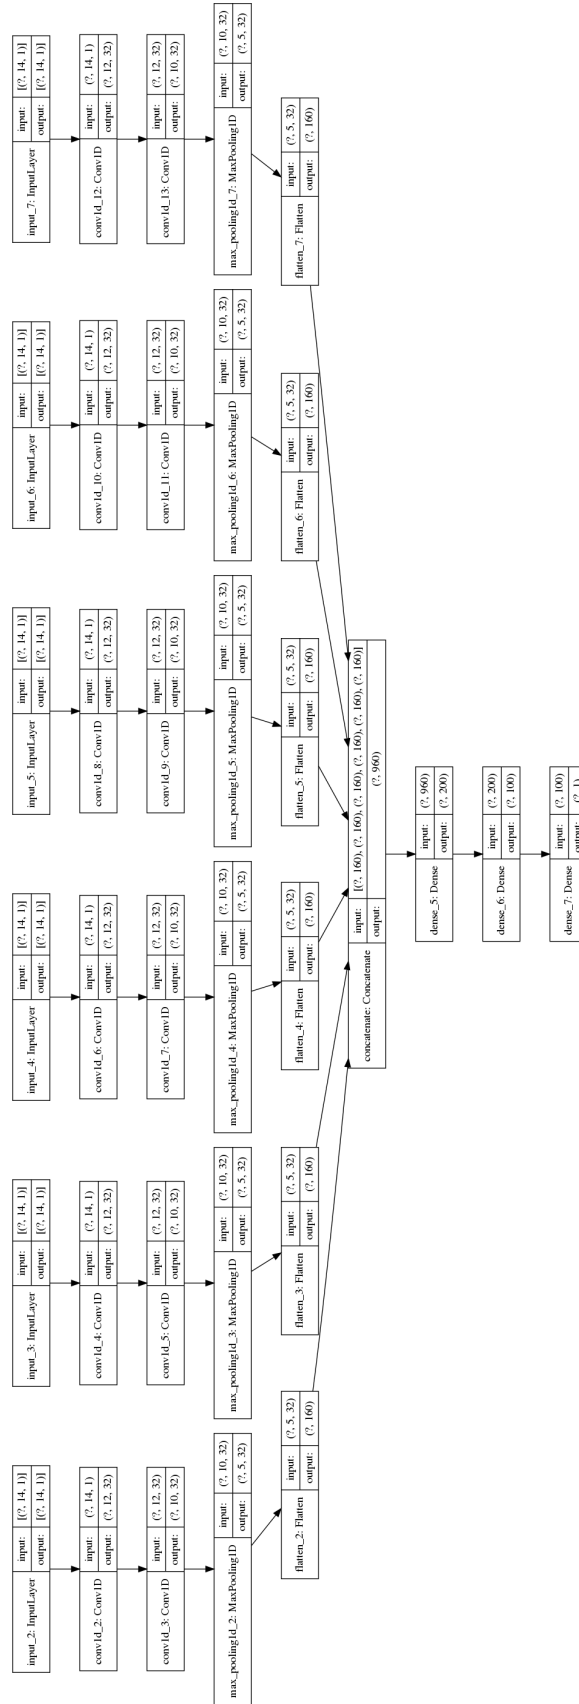 input_2: InputLayer
input: [(?, 14, 1)]
output: [(?, 14, 1)]
input_3: InputLayer
input: [(?, 14, 1)]
output: [(?, 14, 1)]
input_4: InputLayer
input: [(?, 14, 1)]
output: [(?, 14, 1)]
input_5: InputLayer
input: [(?, 14, 1)]
output: [(?, 14, 1)]
input_6: InputLayer
input: [(?, 14, 1)]
output: [(?, 14, 1)]
input_7: InputLayer
input: [(?, 14, 1)]
output: [(?, 14, 1)]
conv1d_2: Conv1D
input: (?, 14, 1)
output: (?, 12, 32)
conv1d_4: Conv1D
input: (?, 14, 1)
output: (?, 12, 32)
conv1d_6: Conv1D
input: (?, 14, 1)
output: (?, 12, 32)
conv1d_8: Conv1D
input: (?, 14, 1)
output: (?, 12, 32)
conv1d_10: Conv1D
input: (?, 14, 1)
output: (?, 12, 32)
conv1d_12: Conv1D
input: (?, 14, 1)
output: (?, 12, 32)
conv1d_3: Conv1D
input: (?, 12, 32)
output: (?, 10, 32)
conv1d_5: Conv1D
input: (?, 12, 32)
output: (?, 10, 32)
conv1d_7: Conv1D
input: (?, 12, 32)
output: (?, 10, 32)
conv1d_9: Conv1D
input: (?, 12, 32)
output: (?, 10, 32)
conv1d_11: Conv1D
input: (?, 12, 32)
output: (?, 10, 32)
conv1d_13: Conv1D
input: (?, 12, 32)
output: (?, 10, 32)
max_pooling1d_2: MaxPooling1D
input: (?, 10, 32)
output: (?, 5, 32)
max_pooling1d_3: MaxPooling1D
input: (?, 10, 32)
output: (?, 5, 32)
max_pooling1d_4: MaxPooling1D
input: (?, 10, 32)
output: (?, 5, 32)
max_pooling1d_5: MaxPooling1D
input: (?, 10, 32)
output: (?, 5, 32)
max_pooling1d_6: MaxPooling1D
input: (?, 10, 32)
output: (?, 5, 32)
max_pooling1d_7: MaxPooling1D
input: (?, 10, 32)
output: (?, 5, 32)
flatten_2: Flatten
input: (?, 5, 32)
output: (?, 160)
flatten_3: Flatten
input: (?, 5, 32)
output: (?, 160)
flatten_4: Flatten
input: (?, 5, 32)
output: (?, 160)
flatten_5: Flatten
input: (?, 5, 32)
output: (?, 160)
flatten_6: Flatten
input: (?, 5, 32)
output: (?, 160)
flatten_7: Flatten
input: (?, 5, 32)
output: (?, 160)
concatenate: Concatenate
input: [(?, 160), (?, 160), (?, 160), (?, 160), (?, 160), (?, 160)]
output: (?, 960)
dense_5: Dense
input: (?, 960)
output: (?, 200)
dense_6: Dense
input: (?, 200)
output: (?, 100)
dense_7: Dense
input: (?, 100)